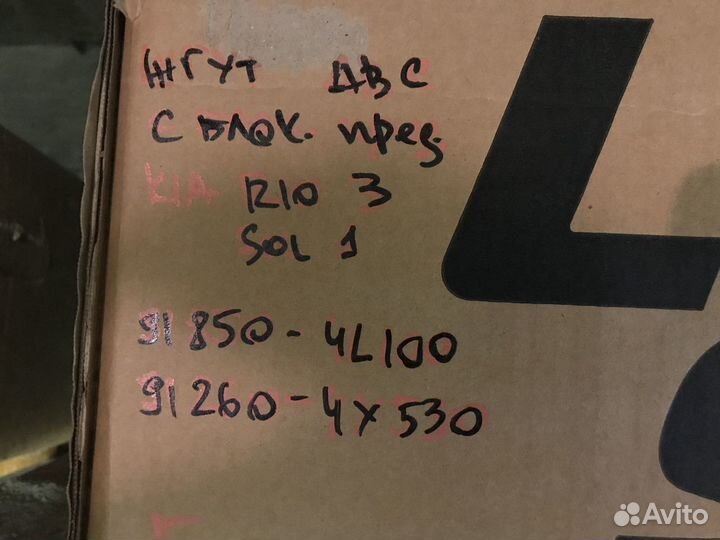 жгут ДВС
с блок. пред.
KIA RIO 3
SOL 1
91850-4L100
91260-4X530
Avito